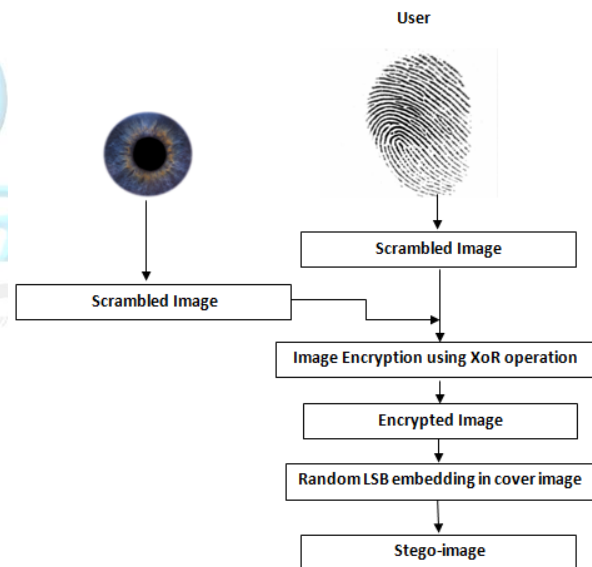 User
Scrambled Image
Scrambled Image
Image Encryption using XoR operation
Encrypted Image
Random LSB embedding in cover image
Stego-image